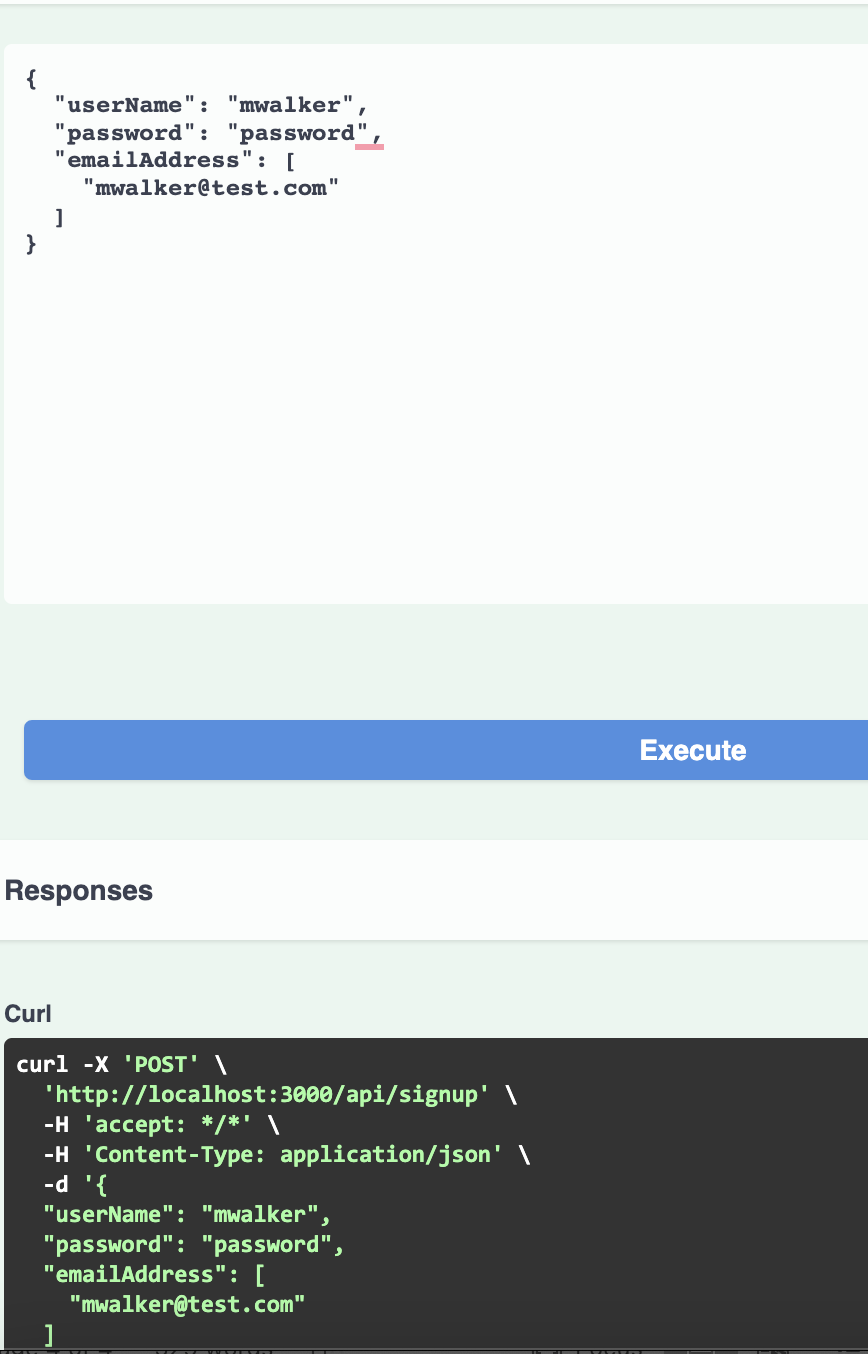 {
  "userName": "mwalker",
  "password": "password",
  "emailAddress": [
    "mwalker@test.com"
  ]
}
Execute
Responses
Curl
curl -X 'POST' \
  'http://localhost:3000/api/signup' \
  -H 'accept: */*' \
  -H 'Content-Type: application/json' \
  -d '{
  "userName": "mwalker",
  "password": "password",
  "emailAddress": [
    "mwalker@test.com"
  ]